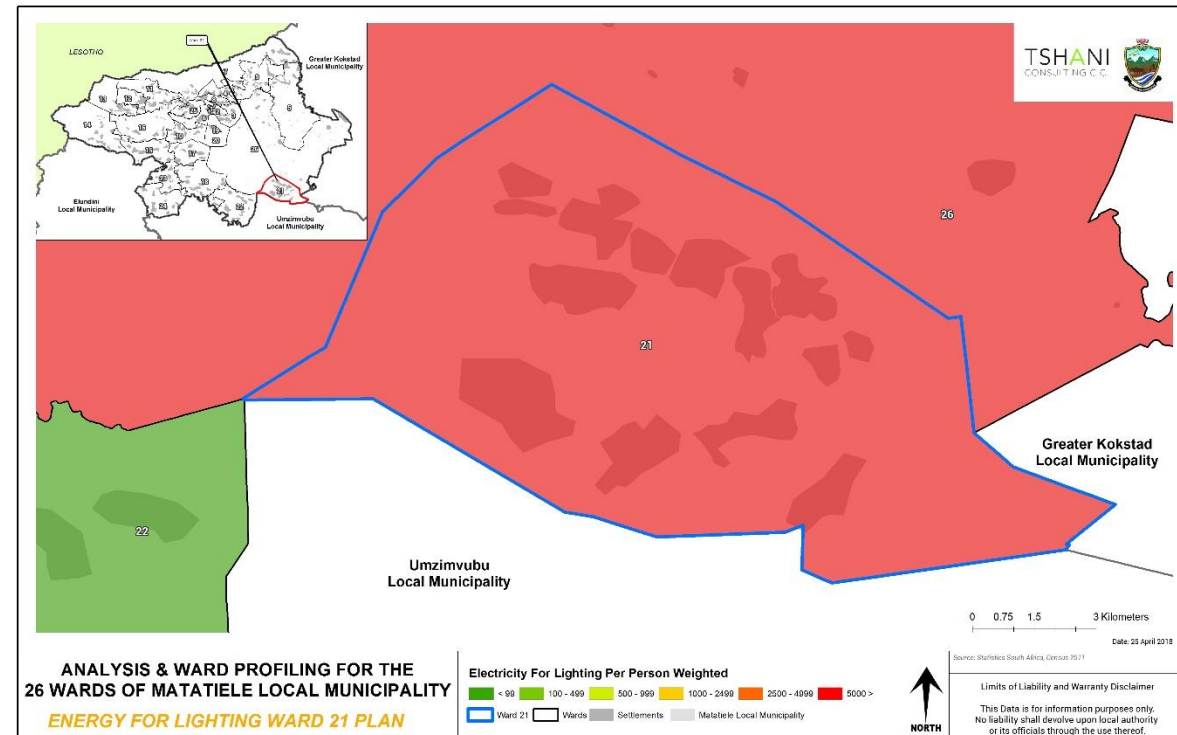 LESOTHO
Greater Kokstad
Local Municipality
Elundini
Local Municipality
Umzimvubu
Local Municipality
TSHANI
CONSULTING C.C.
26
21
22
Greater Kokstad
Local Municipality
Umzimvubu
Local Municipality
0 0.75 1.5 3 Kilometers
Date: 25 April 2018
ANALYSIS & WARD PROFILING FOR THE
26 WARDS OF MATATIELE LOCAL MUNICIPALITY
ENERGY FOR LIGHTING WARD 21 PLAN
Electricity For Lighting Per Person Weighted
< 99 100 - 499 500 - 999 1000 - 2499 2500 - 4999 5000 >
Ward 21 Wards Settlements Matatiele Local Municipality
NORTH
Source: Statistics South Africa, Census 2011
Limits of Liability and Warranty Disclaimer
This Data is for information purposes only.
No liability shall devolve upon local authority
or its officials through the use thereof.